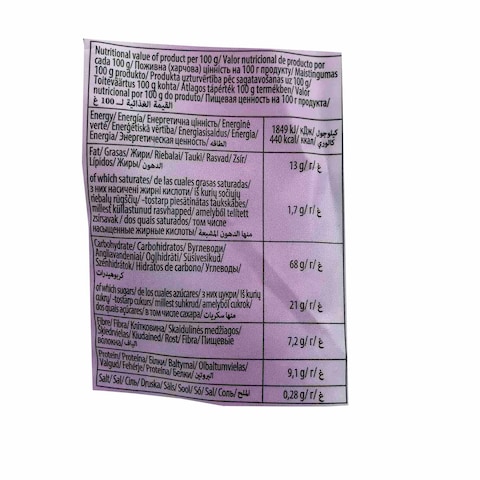 Nutritional value of product per 100 g/ Valor nutricional de producto por
cada 100 g/ Поживна (харчова) цінність на 100 г продукту/ Maistingumas
100 g produkto/ Produkta uzturvērtība pēc sagatavošanas uz 100 g/
Toiteväärtus 100 g kohta/ Átlagos tápérték 100 g termékben/ Valor
nutricional por 100 g do produto/ Пищевая ценность на 100 г продукта/
القيمة الغذائية لـ 100 غ
Energy/ Energía/ Енергетична цінність/ Energinė
vertė/ Enerģētiskā vērtība/ Energiasisaldus/ Energia/
Energia/ Энергетическая ценность/ الطاقة
1849 kJ/ кДж/ كيلوجول
440 kcal/ ккал/ كالوري
Fat/ Grasas/ Жири/ Riebalai/ Tauki/ Rasvad/ Zsír/
Lípidos/ Жиры/ الدهون
13 g/ г/ غ
of which saturates/ de las cuales grasas saturadas/
з них насичені жирні кислоти/ iš kurių sočiųjų
riebalų rūgščių/ -tostarp piesātinātas taukskābes/
millest küllastunud rasvhapped/ amelyből telített
zsírsavak/ dos quais saturados/ том числе
насыщенные жирные кислоты/ منها الدهون المشبعة
1,7 g/ г/ غ
Carbohydrate/ Carbohidratos/ Вуглеводи/
Angliavandeniai/ Ogļhidrāti/ Süsivesikud/
Szénhidrátok/ Hidratos de carbono/ Углеводы/
كربوهيدرات
68 g/ г/ غ
of which sugars/ de los cuales azúcares/ з них цукри/ iš kurių
cukrų/ -tostarp cukurs/ millest suhkrud/ amelyből cukrok/
dos quais açúcares/ в том числе сахара/ منها سكريات
21 g/ г/ غ
Fibre/ Fibra/ Клітковина/ Skaidulinės medžiagos/
Šķiedrvielas/ Kiudained/ Rost/ Fibra/ Пищевые
волокна/ الياف
7,2 g/ г/ غ
Protein/ Proteína/ Білки/ Baltymai/ Olbaltumvielas/
Valgud/ Fehérje/ Proteína/ Белки/ البروتين
9,1 g/ г/ غ
Salt/ Sal/ Сіль/ Druska/ Sāls/ Sool/ Só/ Sal/ Соль/ الملح
0,28 g/ г/ غ